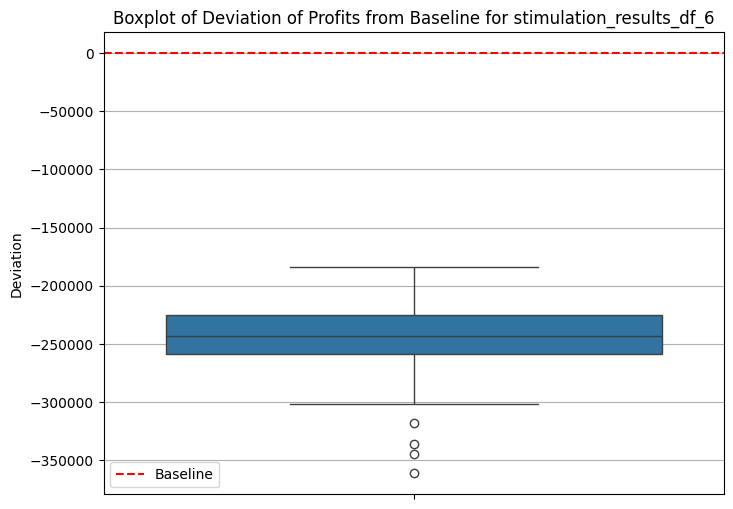 Boxplot of Deviation of Profits from Baseline for stimulation_results_df_6
Deviation
0
−50000
−100000
−150000
−200000
−250000
−300000
−350000
Baseline